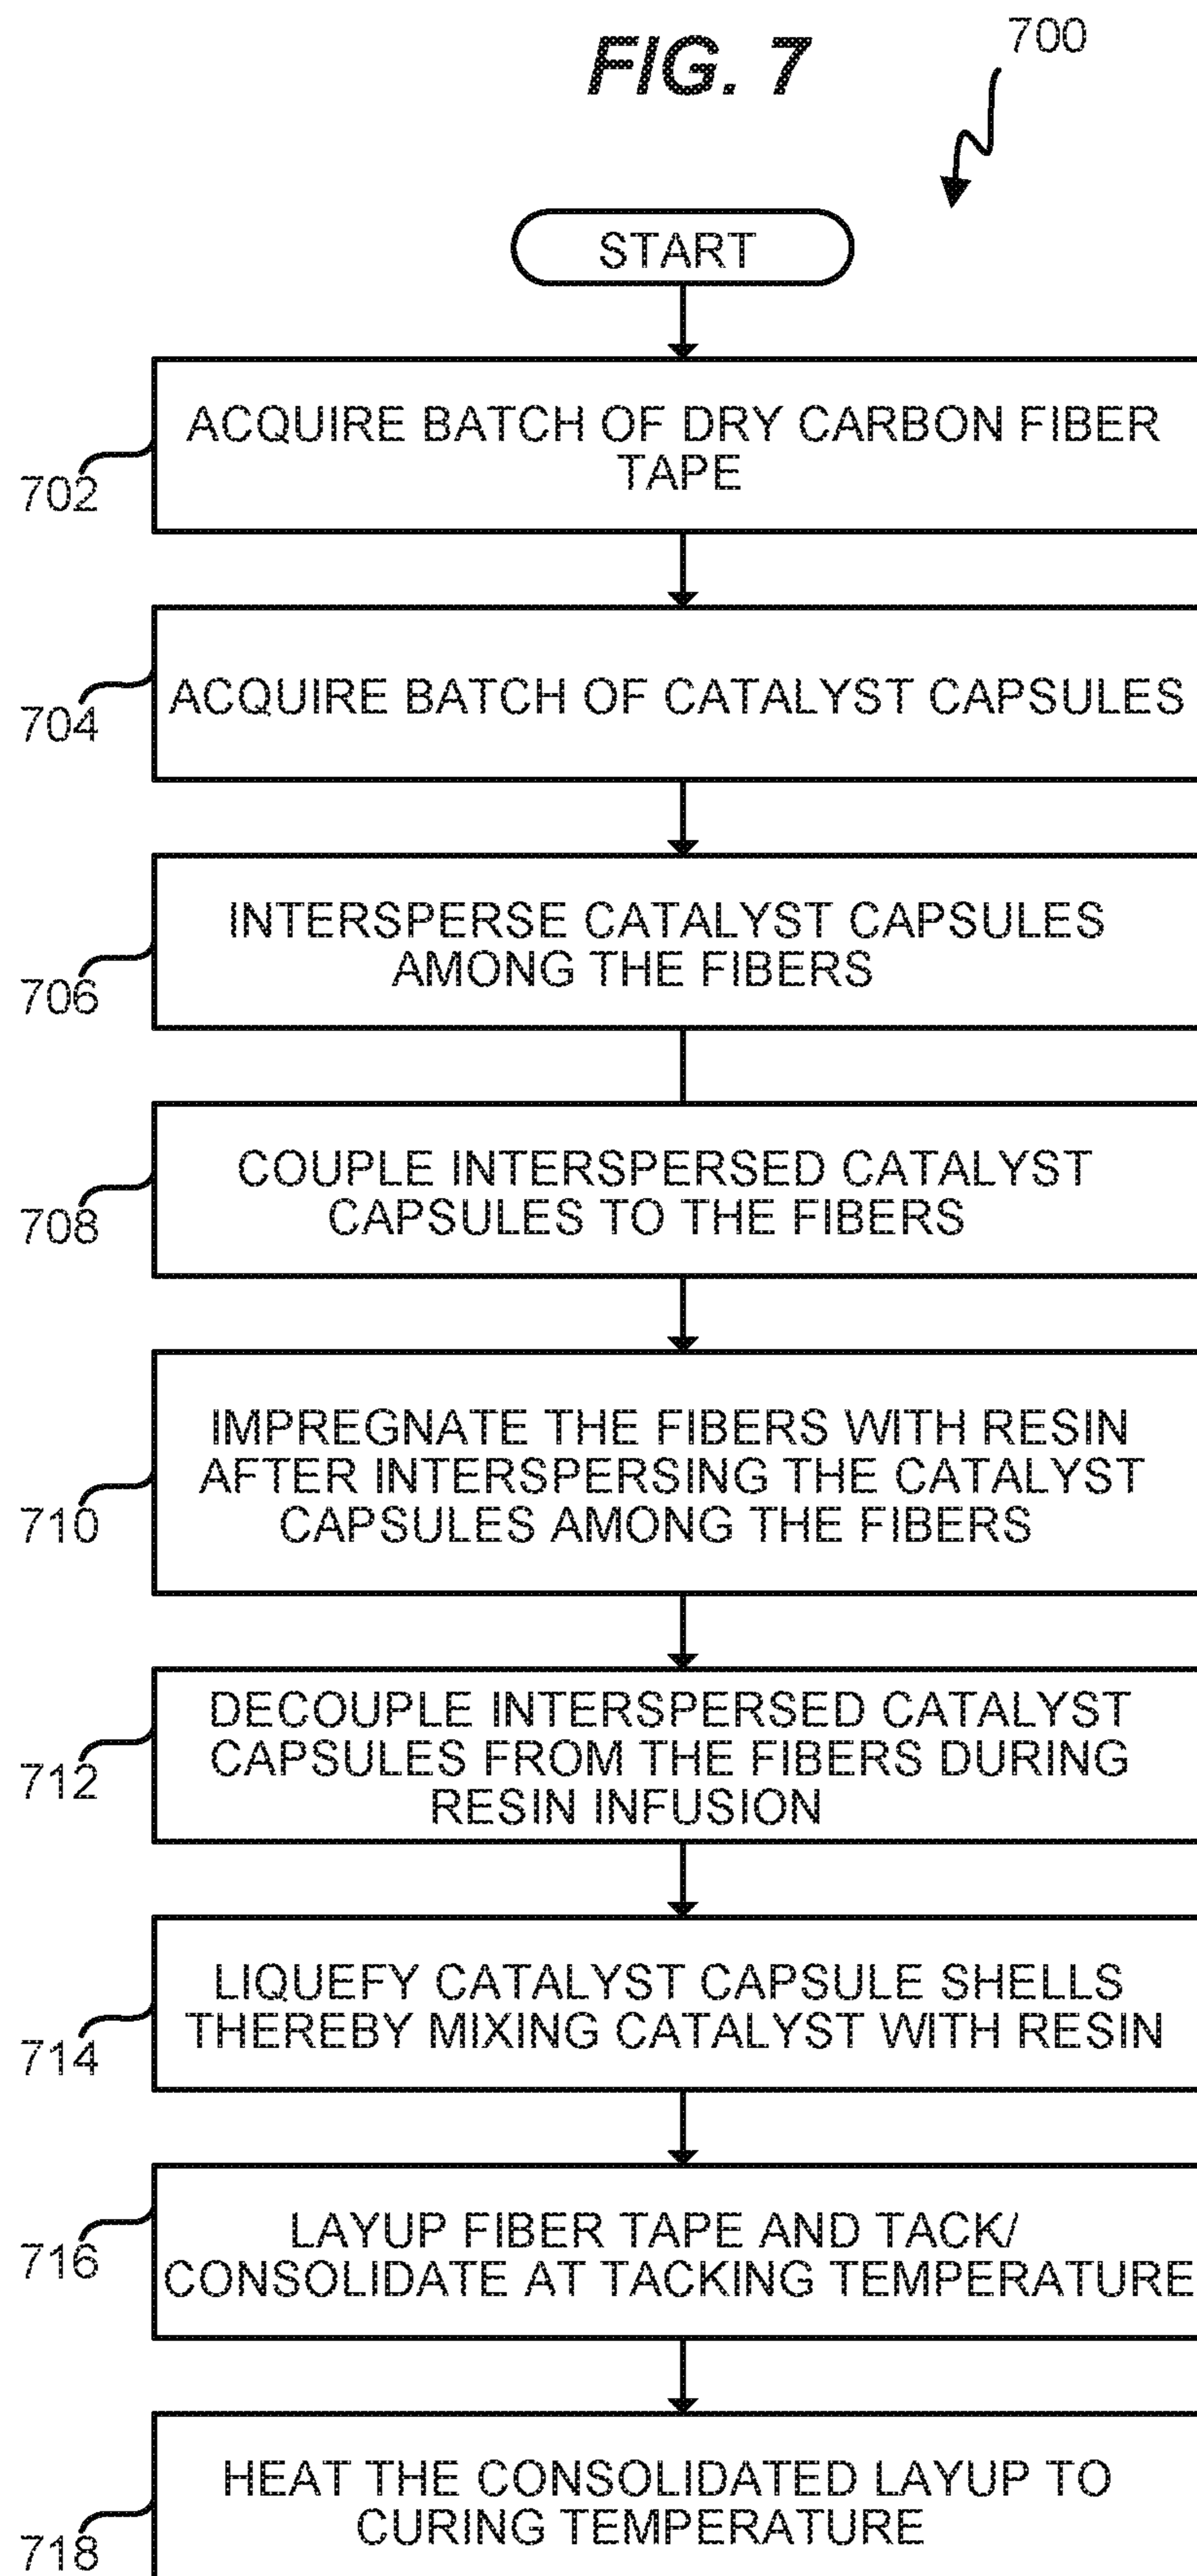 FIG. 7
700
START
ACQUIRE BATCH OF DRY CARBON FIBER
TAPE
702
ACQUIRE BATCH OF CATALYST CAPSULES
704
INTERSPERSE CATALYST CAPSULES
AMONG THE FIBERS
706
COUPLE INTERSPERSED CATALYST
CAPSULES TO THE FIBERS
708
IMPREGNATE THE FIBERS WITH RESIN
AFTER INTERSPERSING THE CATALYST
CAPSULES AMONG THE FIBERS
710
DECOUPLE INTERSPERSED CATALYST
CAPSULES FROM THE FIBERS DURING
RESIN INFUSION
712
LIQUEFY CATALYST CAPSULE SHELLS
THEREBY MIXING CATALYST WITH RESIN
714
LAYUP FIBER TAPE AND TACK/
CONSOLIDATE AT TACKING TEMPERATURE
716
HEAT THE CONSOLIDATED LAYUP TO
CURING TEMPERATURE
718